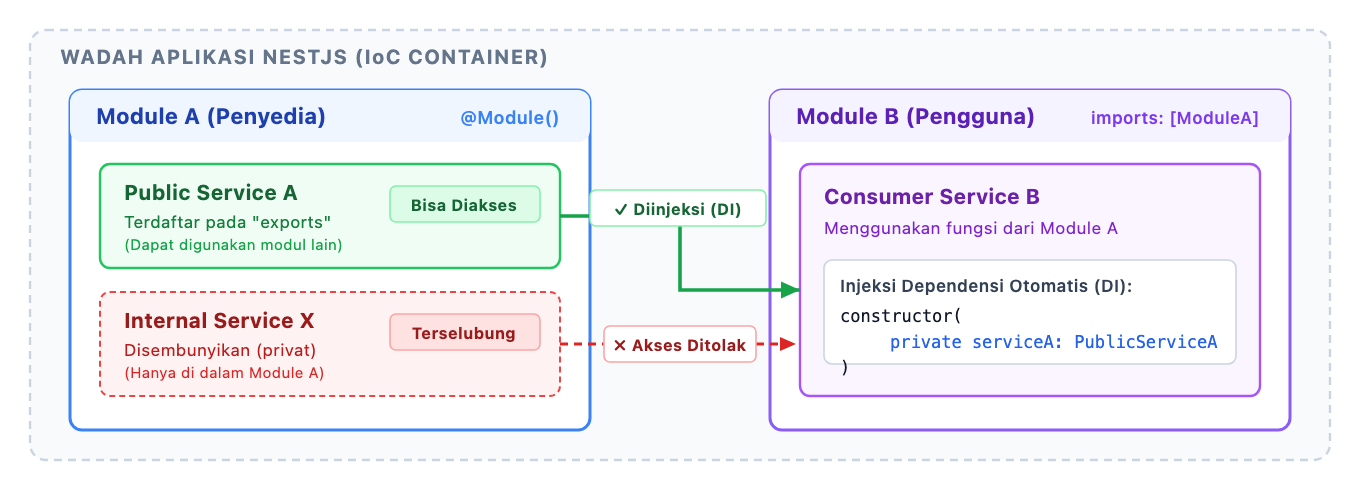 WADAH APLIKASI NESTJS (IoC CONTAINER)
Module A (Penyedia)
@Module()
Public Service A
Terdaftar pada "exports"
(Dapat digunakan modul lain)
Bisa Diakses
Internal Service X
Disembunyikan (privat)
(Hanya di dalam Module A)
Terselubung
✓ Diinjeksi (DI)
✕ Akses Ditolak
Module B (Pengguna)
imports: [ModuleA]
Consumer Service B
Menggunakan fungsi dari Module A
Injeksi Dependensi Otomatis (DI):
constructor(
private serviceA: PublicServiceA
)